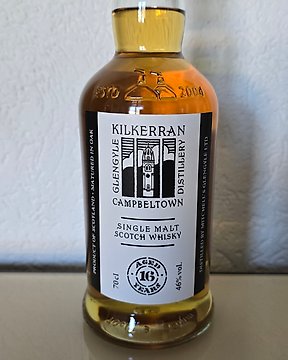 2004
PRODUCT OF SCOTLAND • MATURED IN OAK
KILKERRAN
GLENGYLE
DISTILLERY
CAMPBELTOWN
SINGLE MALT
SCOTCH WHISKY
70cl
AGED
16
YEARS
46% vol.
DISTILLED BY MITCHELL'S GLENGYLE LTD